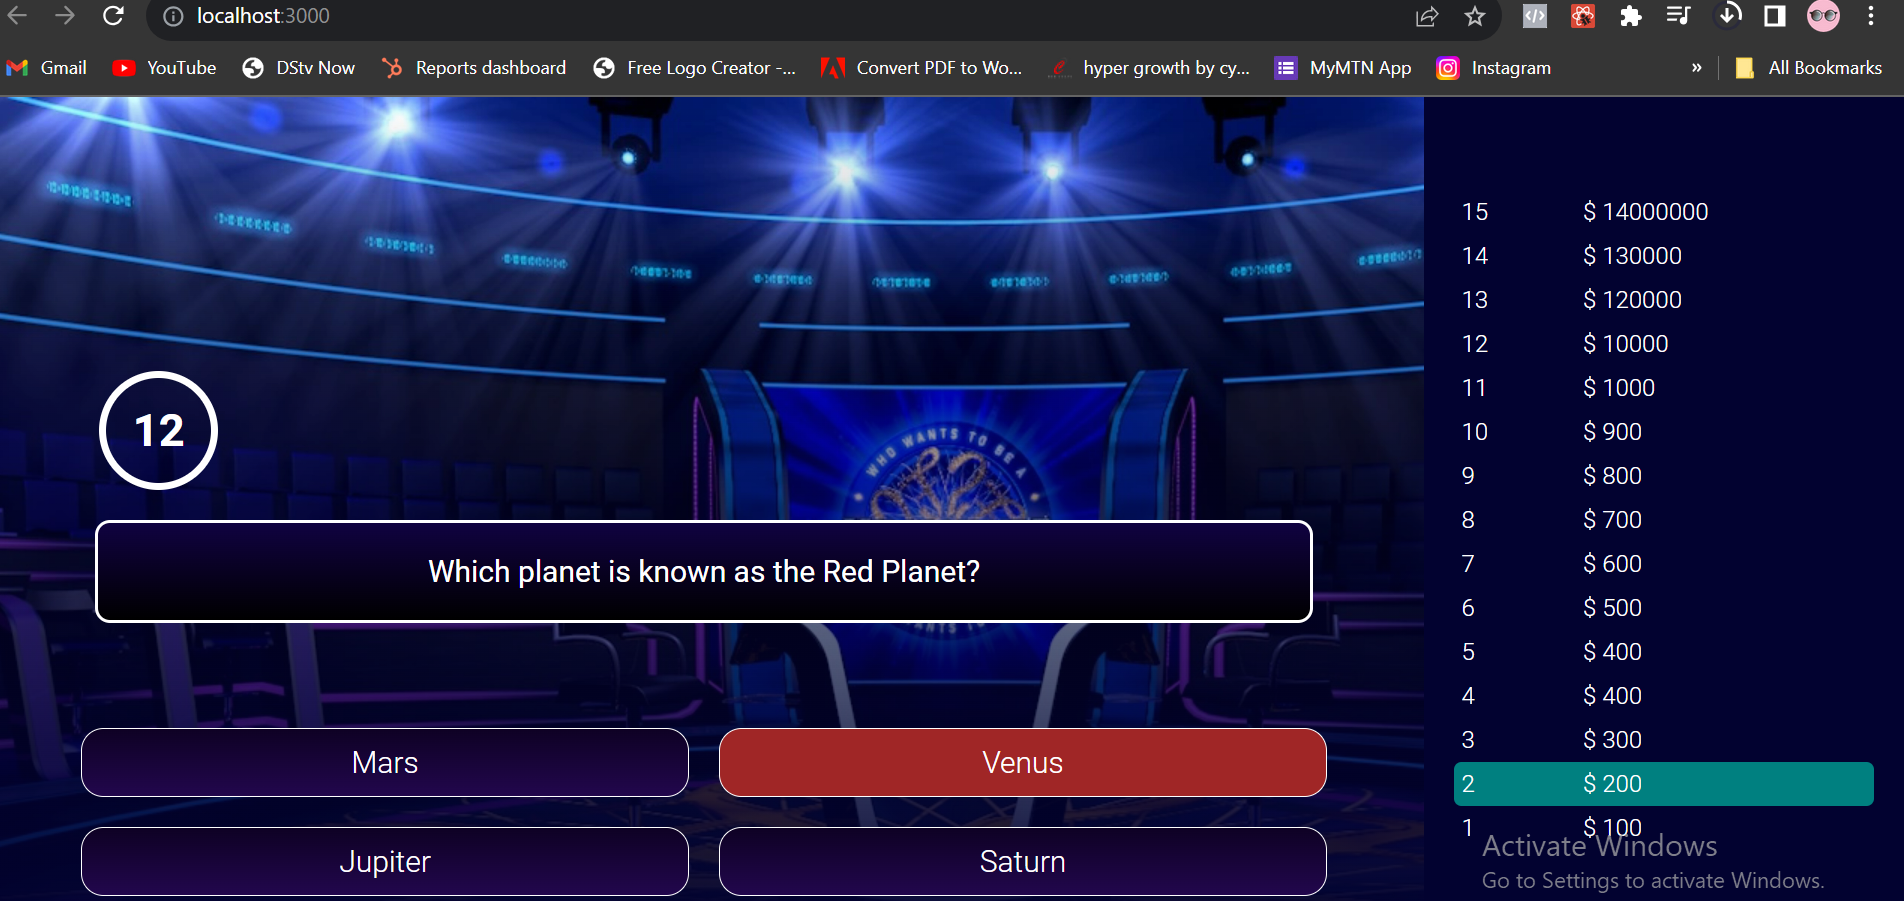 localhost:3000
Gmail YouTube DStv Now Reports dashboard Free Logo Creator -... Convert PDF to Wo... hyper growth by cy... MyMTN App Instagram » All Bookmarks
WHO WANTS TO BE A
12
Which planet is known as the Red Planet?
Mars
Venus
Jupiter
Saturn
15 $ 14000000
14 $ 130000
13 $ 120000
12 $ 10000
11 $ 1000
10 $ 900
9 $ 800
8 $ 700
7 $ 600
6 $ 500
5 $ 400
4 $ 400
3 $ 300
2 $ 200
1 $ 100
Activate Windows
Go to Settings to activate Windows.